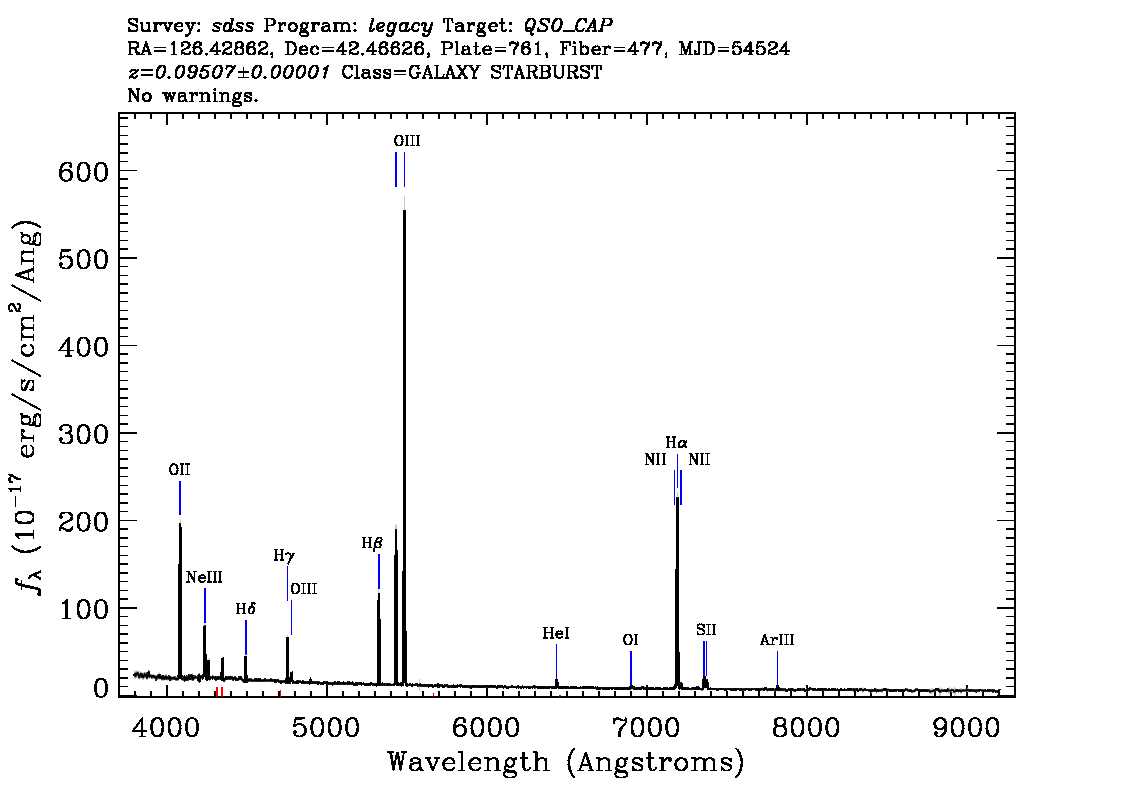 Survey: sdss Program: legacy Target: QSO_CAP
RA=126.42862, Dec=42.46626, Plate=761, Fiber=477, MJD=54524
z=0.09507±0.00001 Class=GALAXY STARBURST
No warnings.
OIII
600
500
400
300
200
100
0
Hα
NII NII
OII
Hβ
Hγ
NeIII
OIII
Hδ
HeI
OI
SII
ArIII
f_λ (10^−17 erg/s/cm^2/Ang)
4000 5000 6000 7000 8000 9000
Wavelength (Angstroms)